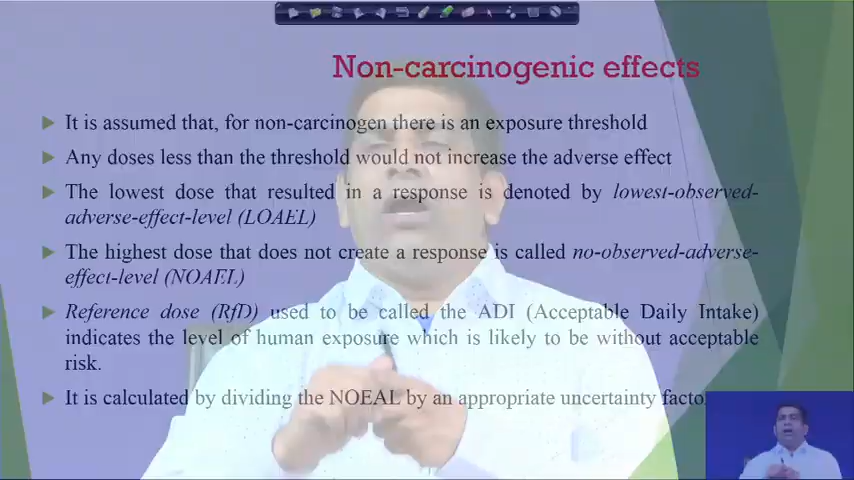 Non-carcinogenic effects
It is assumed that, for non-carcinogen there is an exposure threshold
Any doses less than the threshold would not increase the adverse effect
The lowest dose that resulted in a response is denoted by lowest-observed-
adverse-effect-level (LOAEL)
The highest dose that does not create a response is called no-observed-adverse-
effect-level (NOAEL)
Reference dose (RfD) used to be called the ADI (Acceptable Daily Intake)
indicates the level of human exposure which is likely to be without acceptable
risk.
It is calculated by dividing the NOEAL by an appropriate uncertainty facto